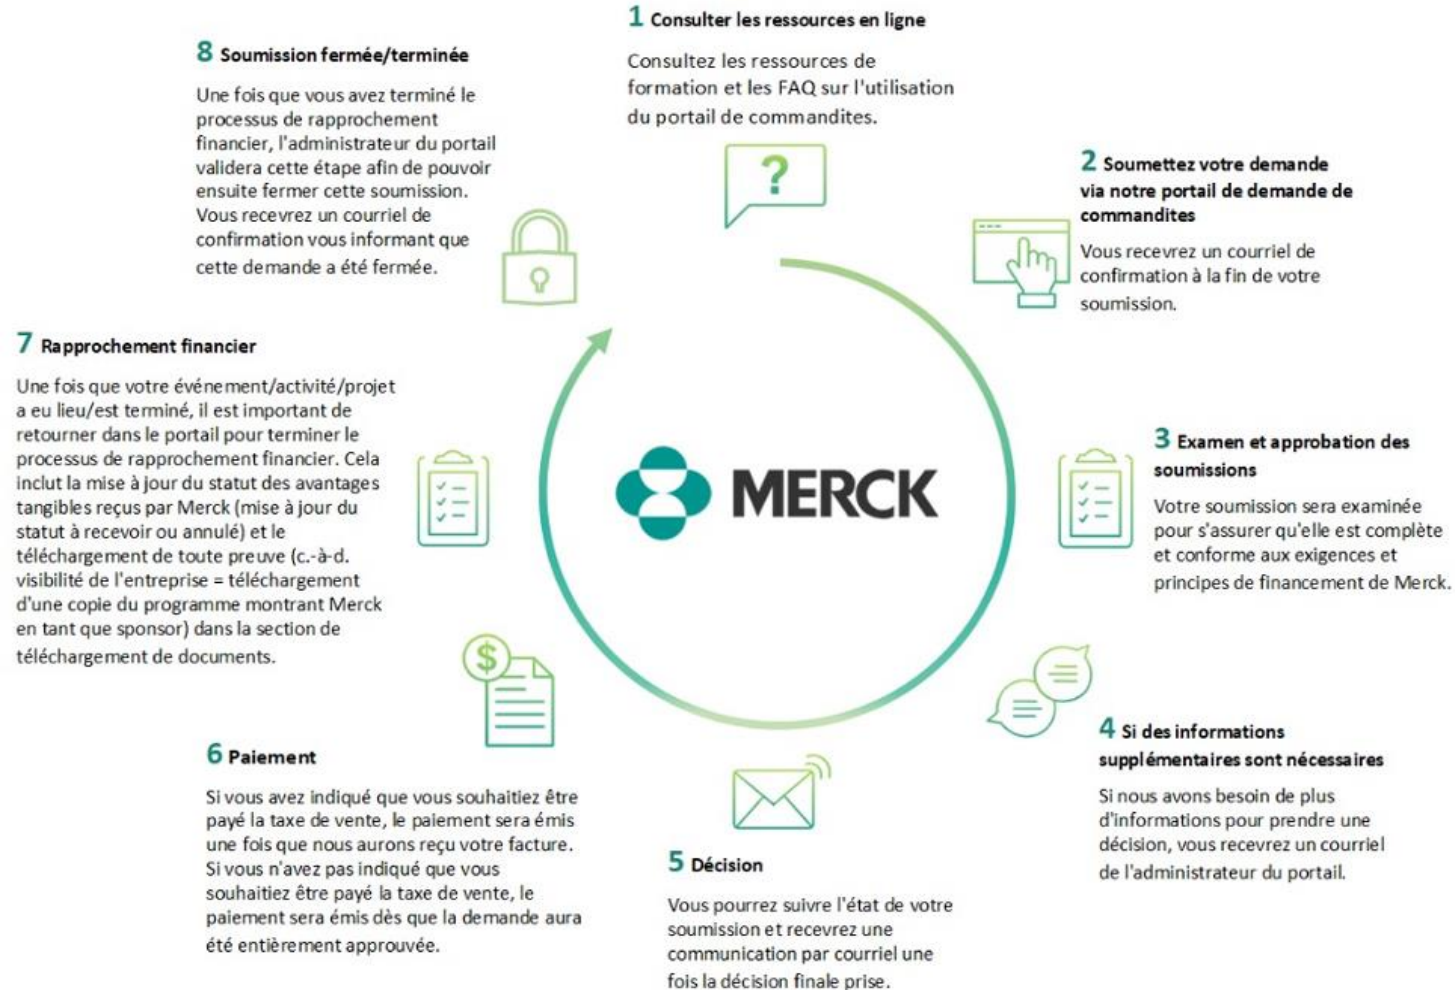 1 Consulter les ressources en ligne
Consultez les ressources de
formation et les FAQ sur l'utilisation
du portail de commandites.
?
2 Soumettez votre demande
via notre portail de demande de
commandites
Vous recevrez un courriel de
confirmation à la fin de votre
soumission.
3 Examen et approbation des
soumissions
Votre soumission sera examinée
pour s'assurer qu'elle est complète
et conforme aux exigences et
principes de financement de Merck.
4 Si des informations
supplémentaires sont nécessaires
Si nous avons besoin de plus
d'informations pour prendre une
décision, vous recevrez un courriel
de l'administrateur du portail.
5 Décision
Vous pourrez suivre l'état de votre
soumission et recevrez une
communication par courriel une
fois la décision finale prise.
6 Paiement
Si vous avez indiqué que vous souhaitiez être
payé la taxe de vente, le paiement sera émis
une fois que nous aurons reçu votre facture.
Si vous n'avez pas indiqué que vous
souhaitiez être payé la taxe de vente, le
paiement sera émis dès que la demande aura
été entièrement approuvée.
$
7 Rapprochement financier
Une fois que votre événement/activité/projet
a eu lieu/est terminé, il est important de
retourner dans le portail pour terminer le
processus de rapprochement financier. Cela
inclut la mise à jour du statut des avantages
tangibles reçus par Merck (mise à jour du
statut à recevoir ou annulé) et le
téléchargement de toute preuve (c.-à-d.
visibilité de l'entreprise = téléchargement
d'une copie du programme montrant Merck
en tant que sponsor) dans la section de
téléchargement de documents.
8 Soumission fermée/terminée
Une fois que vous avez terminé le
processus de rapprochement
financier, l'administrateur du portail
validera cette étape afin de pouvoir
ensuite fermer cette soumission.
Vous recevrez un courriel de
confirmation vous informant que
cette demande a été fermée.
MERCK